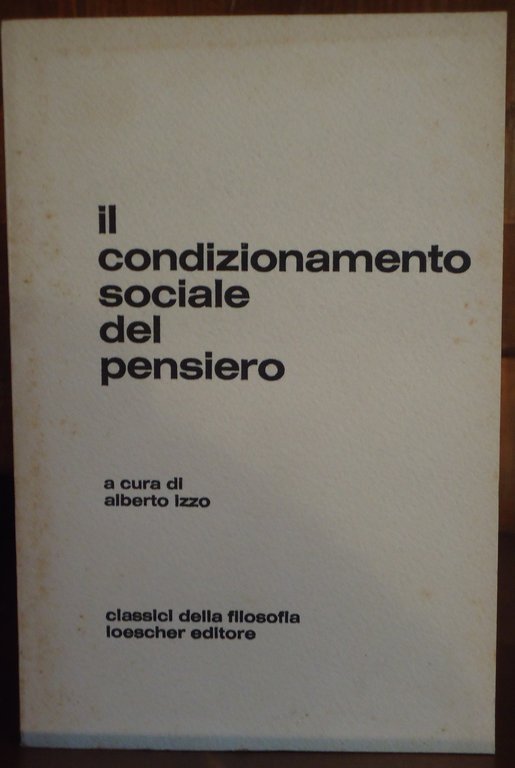 il
condizionamento
sociale
del
pensiero
a cura di
alberto izzo
classici della filosofia
loescher editore